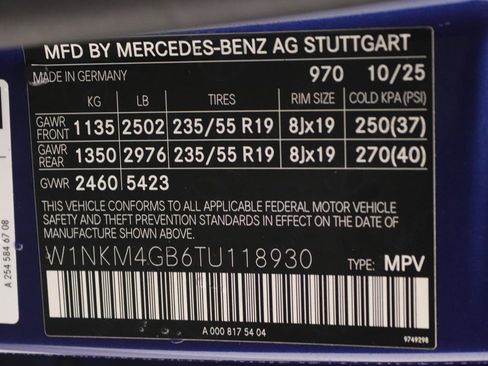 MFD BY MERCEDES-BENZ AG STUTTGART
MADE IN GERMANY 970 10/25
KG LB TIRES RIM SIZE COLD KPA(PSI)
GAWR FRONT 1135 2502 235/55 R19 8Jx19 250(37)
GAWR REAR 1350 2976 235/55 R19 8Jx19 270(40)
GVWR 2460 5423
THIS VEHICLE CONFORMS TO ALL APPLICABLE FEDERAL MOTOR VEHICLE
SAFETY AND THEFT PREVENTION STANDARDS IN EFFECT ON THE DATE OF
MANUFACTURE SHOWN ABOVE.
W1NKM4GB6TU118930 TYPE: MPV
A 000 817 54 04
9749298
A 254 584 67 08